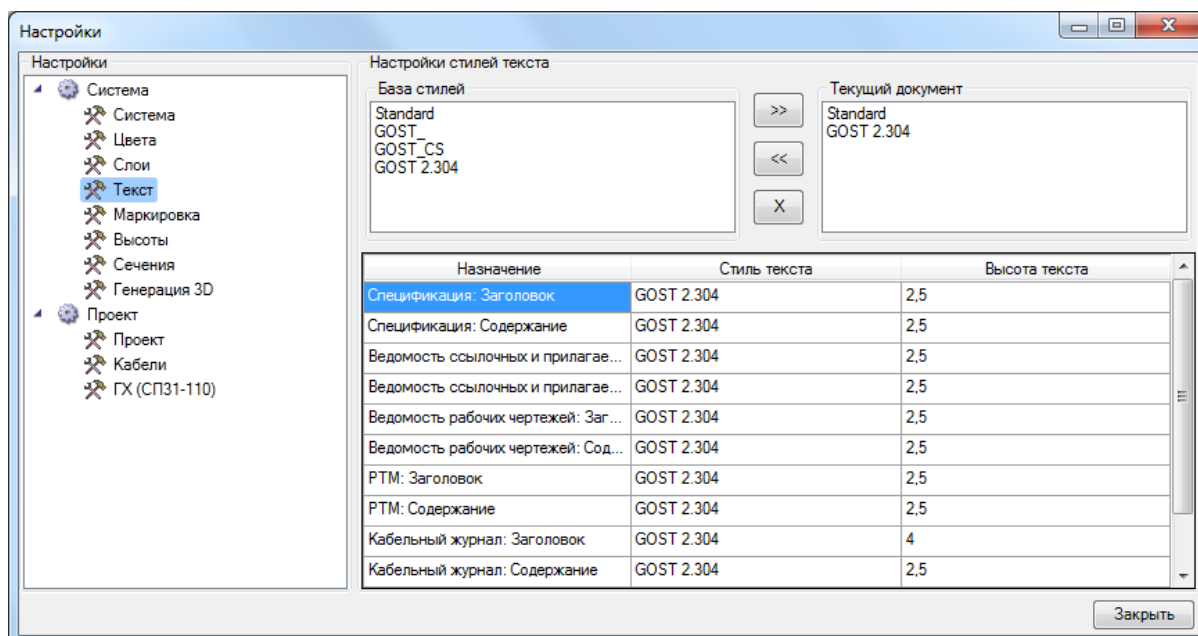 Настройки
Настройки
Система
Система
Цвета
Слои
Текст
Маркировка
Высоты
Сечения
Генерация 3D
Проект
Проект
Кабели
ГХ (СП31-110)
Настройки стилей текста
База стилей
Standard
GOST_
GOST_CS
GOST 2.304
>>
<<
X
Текущий документ
Standard
GOST 2.304
Назначение Стиль текста Высота текста
Спецификация: Заголовок GOST 2.304 2,5
Спецификация: Содержание GOST 2.304 2,5
Ведомость ссылочных и прилагае... GOST 2.304 2,5
Ведомость ссылочных и прилагае... GOST 2.304 2,5
Ведомость рабочих чертежей: Заг... GOST 2.304 2,5
Ведомость рабочих чертежей: Сод... GOST 2.304 2,5
РТМ: Заголовок GOST 2.304 2,5
РТМ: Содержание GOST 2.304 2,5
Кабельный журнал: Заголовок GOST 2.304 4
Кабельный журнал: Содержание GOST 2.304 2,5
Закрыть